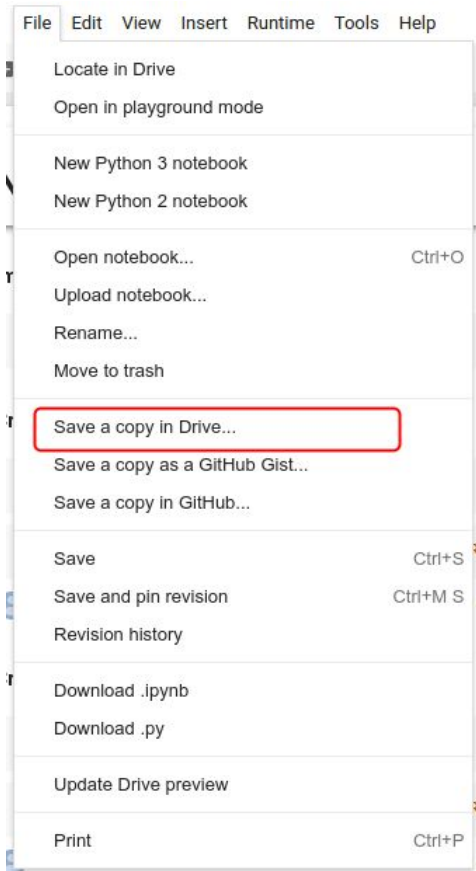 File Edit View Insert Runtime Tools Help
Locate in Drive
Open in playground mode
New Python 3 notebook
New Python 2 notebook
Open notebook... Ctrl+O
Upload notebook...
Rename...
Move to trash
Save a copy in Drive...
Save a copy as a GitHub Gist...
Save a copy in GitHub...
Save Ctrl+S
Save and pin revision Ctrl+M S
Revision history
Download .ipynb
Download .py
Update Drive preview
Print Ctrl+P